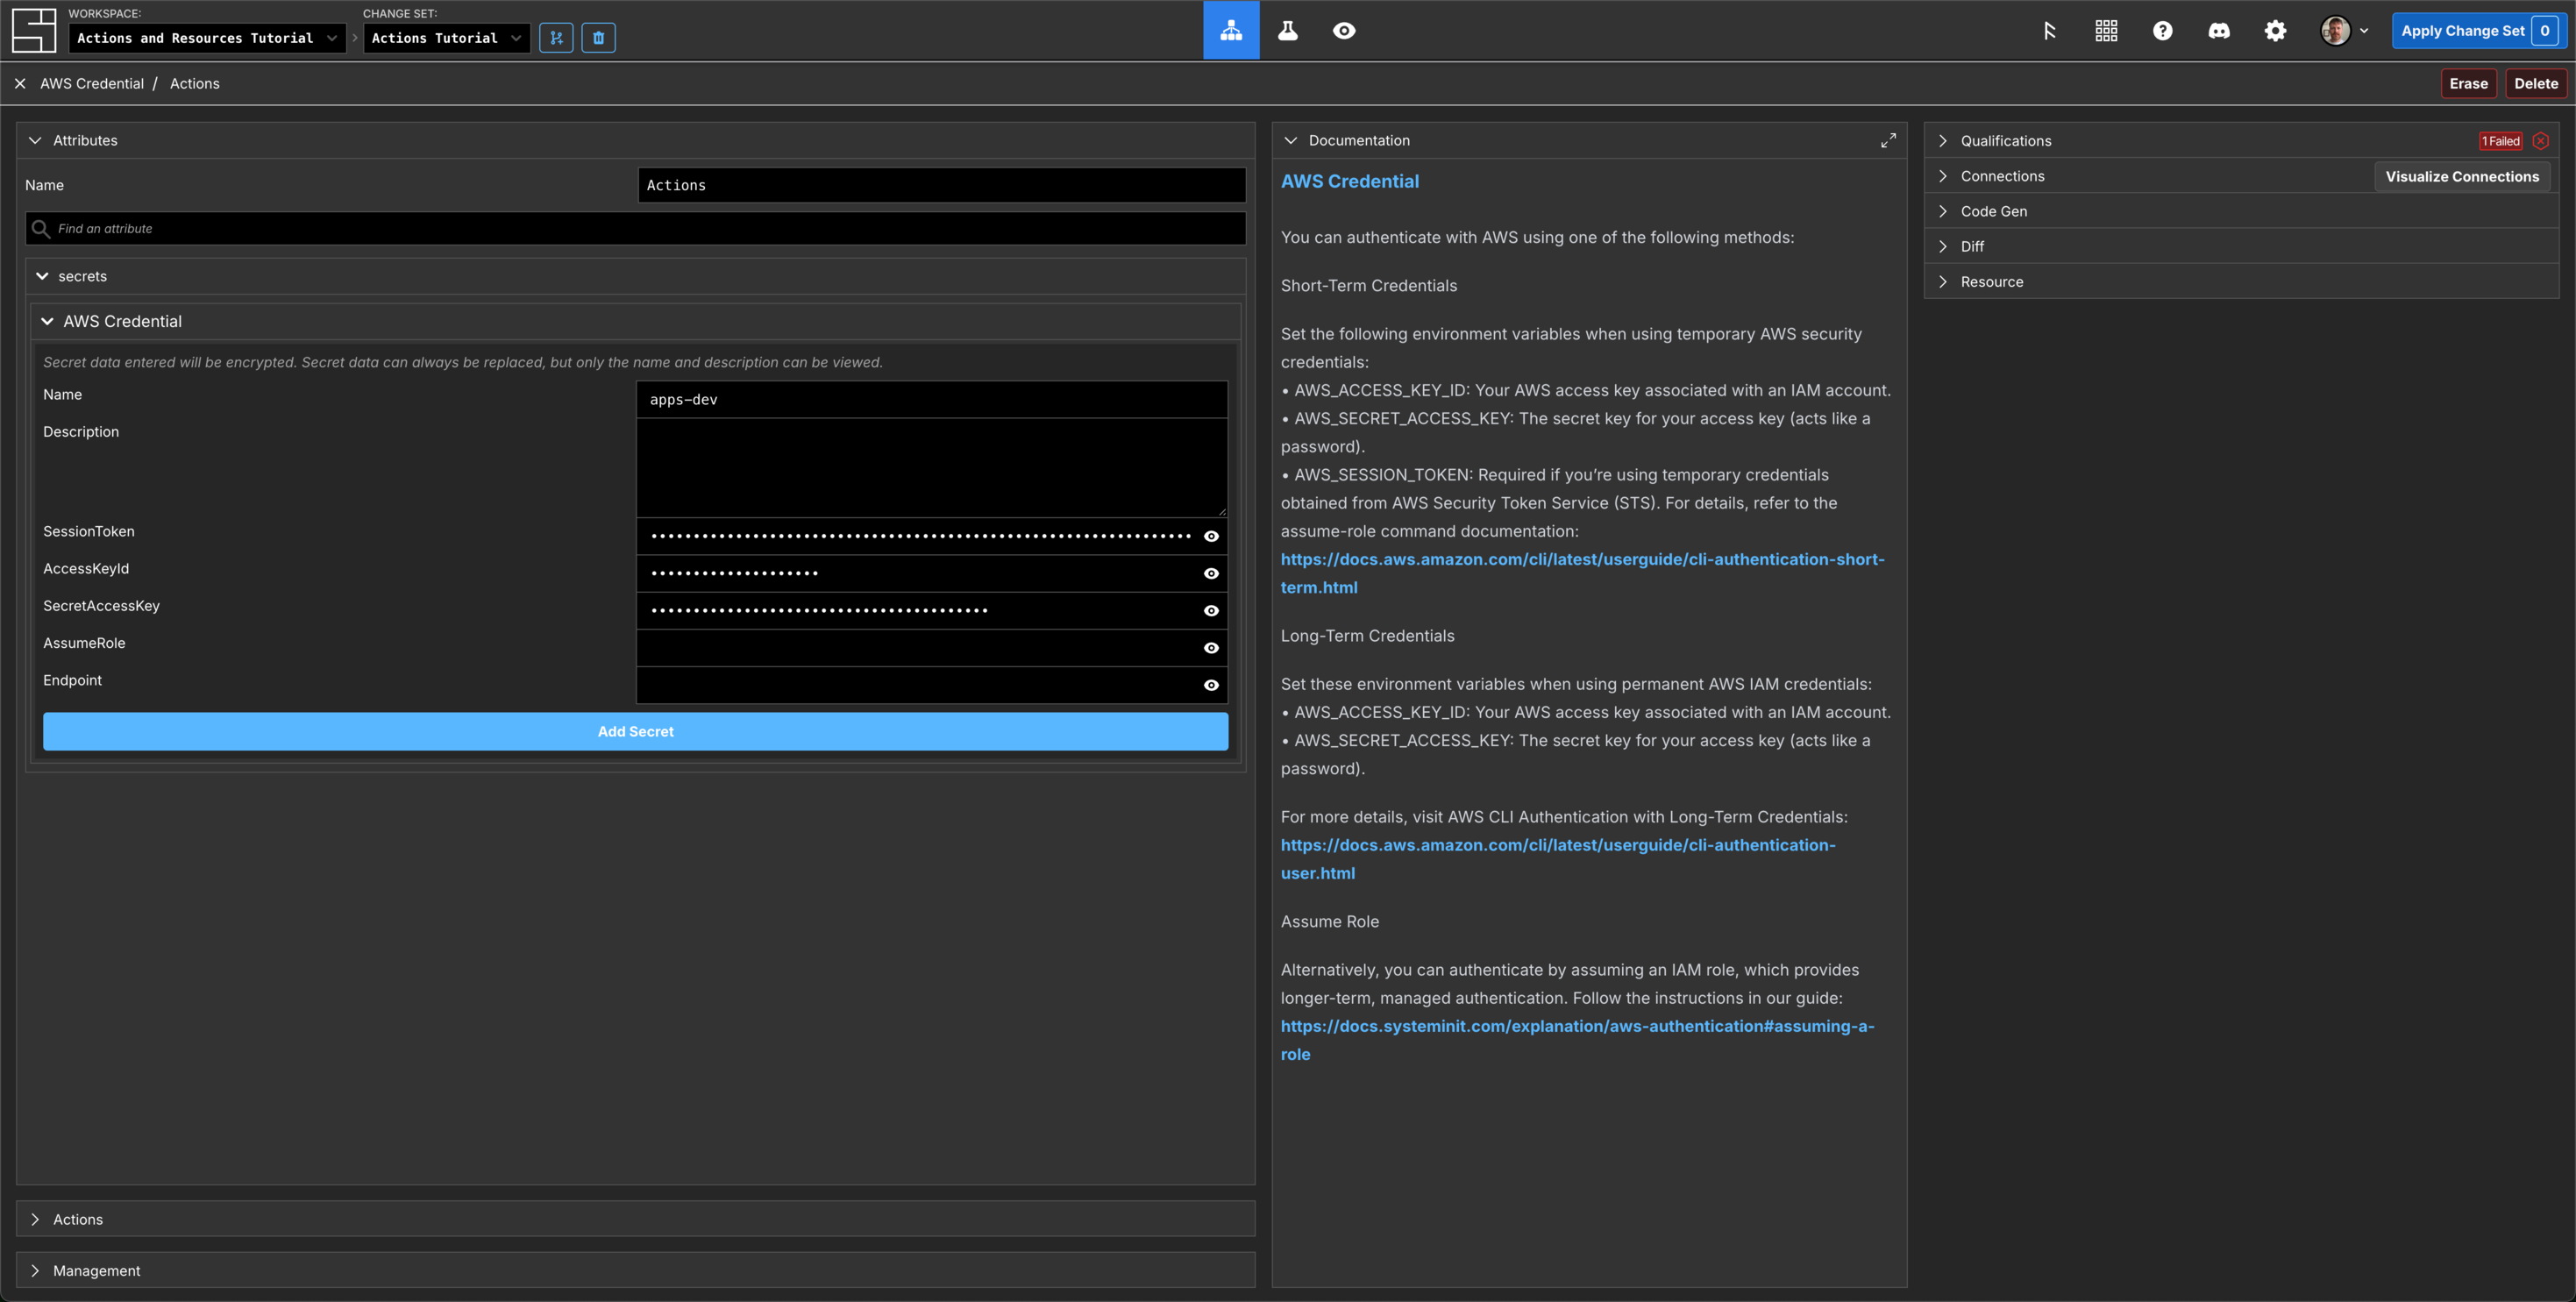 WORKSPACE:
Actions and Resources Tutorial
CHANGE SET:
Actions Tutorial
Apply Change Set 0
AWS Credential / Actions
Erase
Delete
Attributes
Name
Actions
Find an attribute
secrets
AWS Credential
Secret data entered will be encrypted. Secret data can always be replaced, but only the name and description can be viewed.
Name
apps-dev
Description
SessionToken
AccessKeyId
SecretAccessKey
AssumeRole
Endpoint
Add Secret
Actions
Management
Documentation
AWS Credential
You can authenticate with AWS using one of the following methods:
Short-Term Credentials
Set the following environment variables when using temporary AWS security
credentials:
• AWS_ACCESS_KEY_ID: Your AWS access key associated with an IAM account.
• AWS_SECRET_ACCESS_KEY: The secret key for your access key (acts like a
password).
• AWS_SESSION_TOKEN: Required if you’re using temporary credentials
obtained from AWS Security Token Service (STS). For details, refer to the
assume-role command documentation:
https://docs.aws.amazon.com/cli/latest/userguide/cli-authentication-short-
term.html
Long-Term Credentials
Set these environment variables when using permanent AWS IAM credentials:
• AWS_ACCESS_KEY_ID: Your AWS access key associated with an IAM account.
• AWS_SECRET_ACCESS_KEY: The secret key for your access key (acts like a
password).
For more details, visit AWS CLI Authentication with Long-Term Credentials:
https://docs.aws.amazon.com/cli/latest/userguide/cli-authentication-
user.html
Assume Role
Alternatively, you can authenticate by assuming an IAM role, which provides
longer-term, managed authentication. Follow the instructions in our guide:
https://docs.systeminit.com/explanation/aws-authentication#assuming-a-
role
Qualifications
1 Failed
Connections
Visualize Connections
Code Gen
Diff
Resource